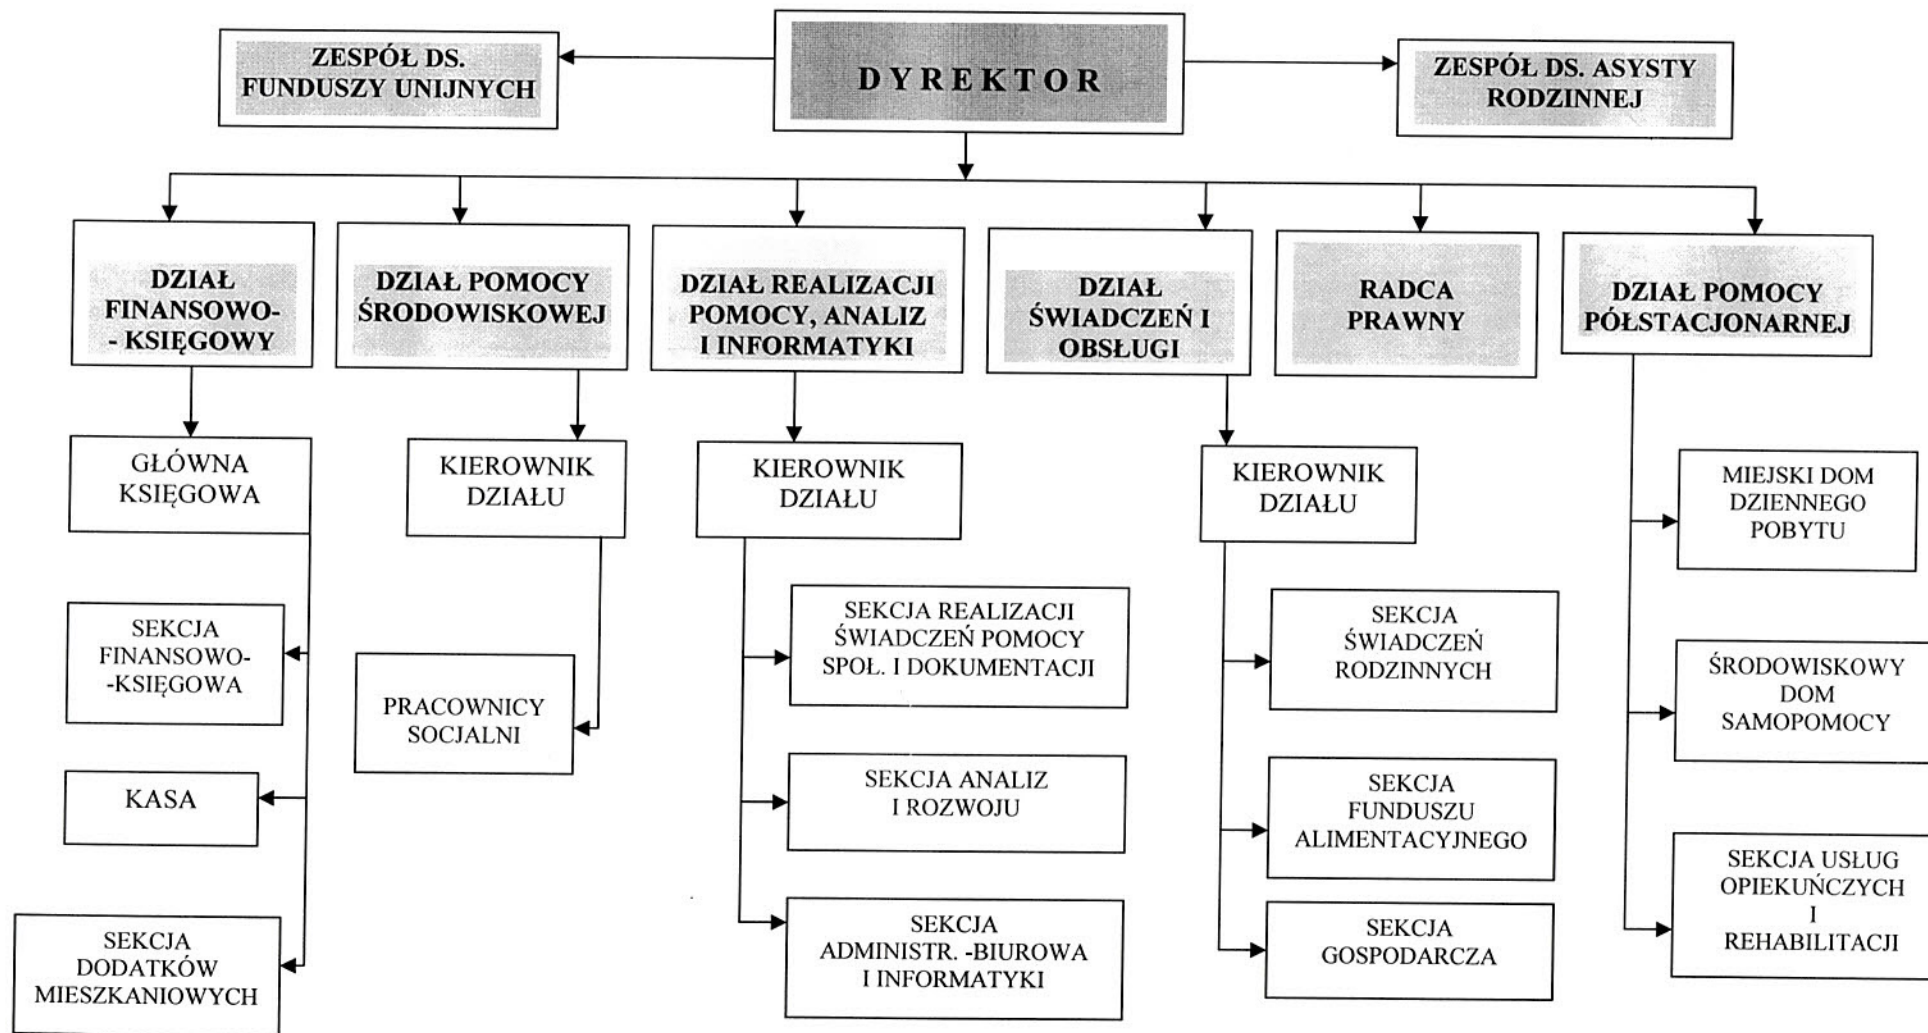 ZESPÓŁ DS.
FUNDUSZY UNIJNYCH
DYREKTOR
ZESPÓŁ DS. ASYSTY
RODZINNEJ
DZIAŁ
FINANSOWO-
- KSIĘGOWY
DZIAŁ POMOCY
ŚRODOWISKOWEJ
DZIAŁ REALIZACJI
POMOCY, ANALIZ
I INFORMATYKI
DZIAŁ
ŚWIADCZEŃ I
OBSŁUGI
RADCA
PRAWNY
DZIAŁ POMOCY
PÓŁSTACJONARNEJ
GŁÓWNA
KSIĘGOWA
KIEROWNIK
DZIAŁU
KIEROWNIK
DZIAŁU
KIEROWNIK
DZIAŁU
MIEJSKI DOM
DZIENNEGO
POBYTU
SEKCJA
FINANSOWO-
-KSIĘGOWA
PRACOWNICY
SOCJALNI
SEKCJA REALIZACJI
ŚWIADCZEŃ POMOCY
SPOŁ. I DOKUMENTACJI
SEKCJA
ŚWIADCZEŃ
RODZINNYCH
ŚRODOWISKOWY
DOM
SAMOPOMOCY
KASA
SEKCJA ANALIZ
I ROZWOJU
SEKCJA
FUNDUSZU
ALIMENTACYJNEGO
SEKCJA USŁUG
OPIEKUŃCZYCH
I
REHABILITACJI
SEKCJA
DODATKÓW
MIESZKANIOWYCH
SEKCJA
ADMINISTR. -BIUROWA
I INFORMATYKI
SEKCJA
GOSPODARCZA